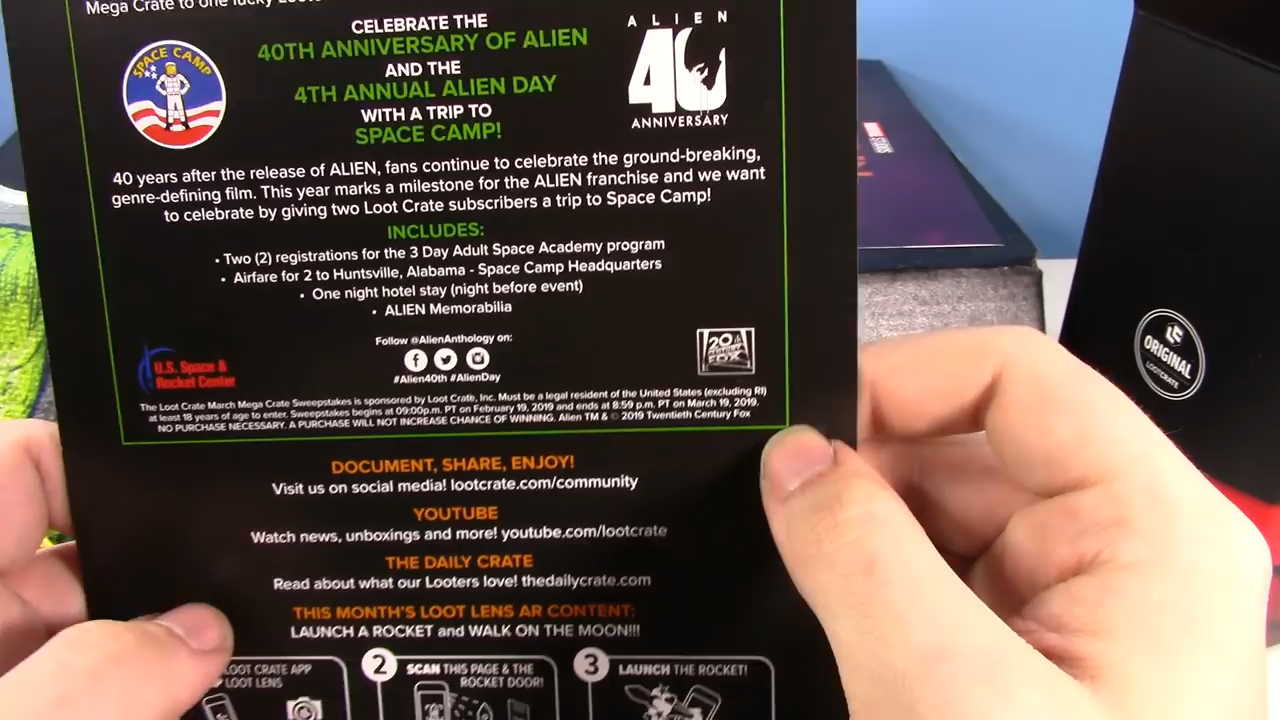 Mega Crate to one lucky
CELEBRATE THE
40TH ANNIVERSARY OF ALIEN
AND THE
4TH ANNUAL ALIEN DAY
WITH A TRIP TO
SPACE CAMP!
SPACE CAMP
ALIEN
40
ANNIVERSARY
40 years after the release of ALIEN, fans continue to celebrate the ground-breaking,
genre-defining film. This year marks a milestone for the ALIEN franchise and we want
to celebrate by giving two Loot Crate subscribers a trip to Space Camp!
INCLUDES:
• Two (2) registrations for the 3 Day Adult Space Academy program
• Airfare for 2 to Huntsville, Alabama - Space Camp Headquarters
• One night hotel stay (night before event)
• ALIEN Memorabilia
Follow @AlienAnthology on:
#Alien40th #AlienDay
U.S. Space &
Rocket Center
20th
CENTURY
FOX
The Loot Crate March Mega Crate Sweepstakes is sponsored by Loot Crate, Inc. Must be a legal resident of the United States (excluding RI)
at least 18 years of age to enter. Sweepstakes begins at 09:00p.m. PT on February 19, 2019 and ends at 8:59 p.m. PT on March 19, 2019.
NO PURCHASE NECESSARY. A PURCHASE WILL NOT INCREASE CHANCE OF WINNING. Alien TM & © 2019 Twentieth Century Fox
DOCUMENT, SHARE, ENJOY!
Visit us on social media! lootcrate.com/community
YOUTUBE
Watch news, unboxings and more! youtube.com/lootcrate
THE DAILY CRATE
Read about what our Looters love! thedailycrate.com
THIS MONTH'S LOOT LENS AR CONTENT:
LAUNCH A ROCKET and WALK ON THE MOON!!!
LOOT CRATE APP
LOOT LENS
2
SCAN THIS PAGE & THE
ROCKET DOOR!
3
LAUNCH THE ROCKET!
ORIGINAL
LOOTCRATE